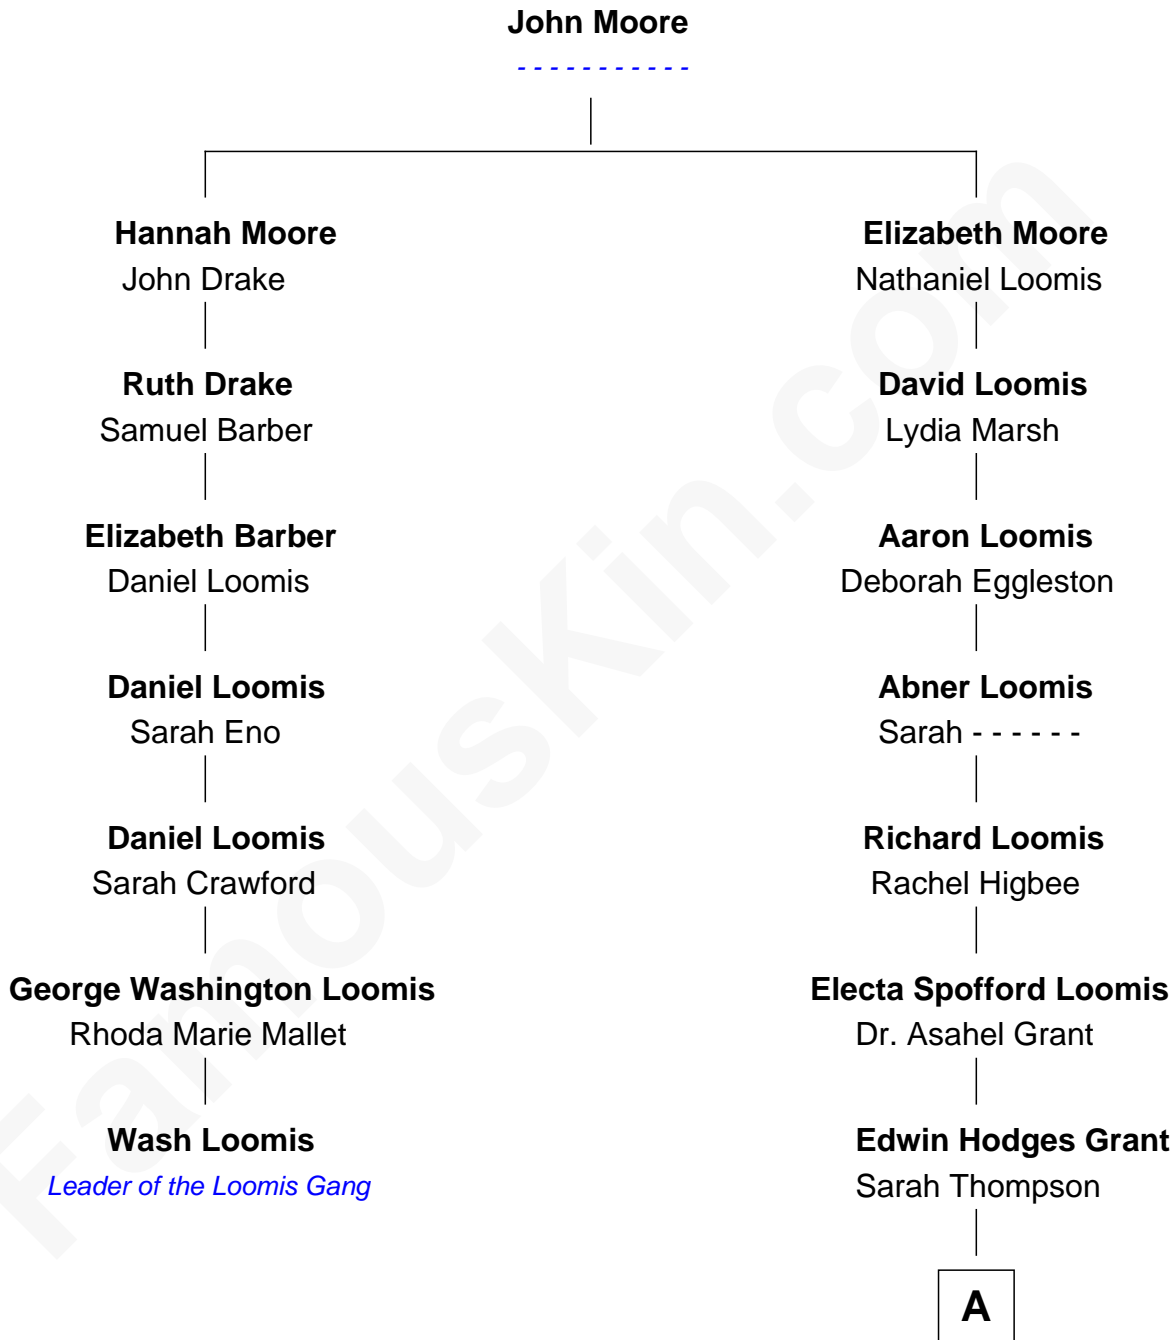 John Moore
- - - - - - - - - - -
Hannah Moore
John Drake
Elizabeth Moore
Nathaniel Loomis
Ruth Drake
Samuel Barber
David Loomis
Lydia Marsh
Elizabeth Barber
Daniel Loomis
Aaron Loomis
Deborah Eggleston
Daniel Loomis
Sarah Eno
Abner Loomis
Sarah - - - - - -
Daniel Loomis
Sarah Crawford
Richard Loomis
Rachel Higbee
George Washington Loomis
Rhoda Marie Mallet
Electa Spofford Loomis
Dr. Asahel Grant
Wash Loomis
Leader of the Loomis Gang
Edwin Hodges Grant
Sarah Thompson
A
FamousKin.com